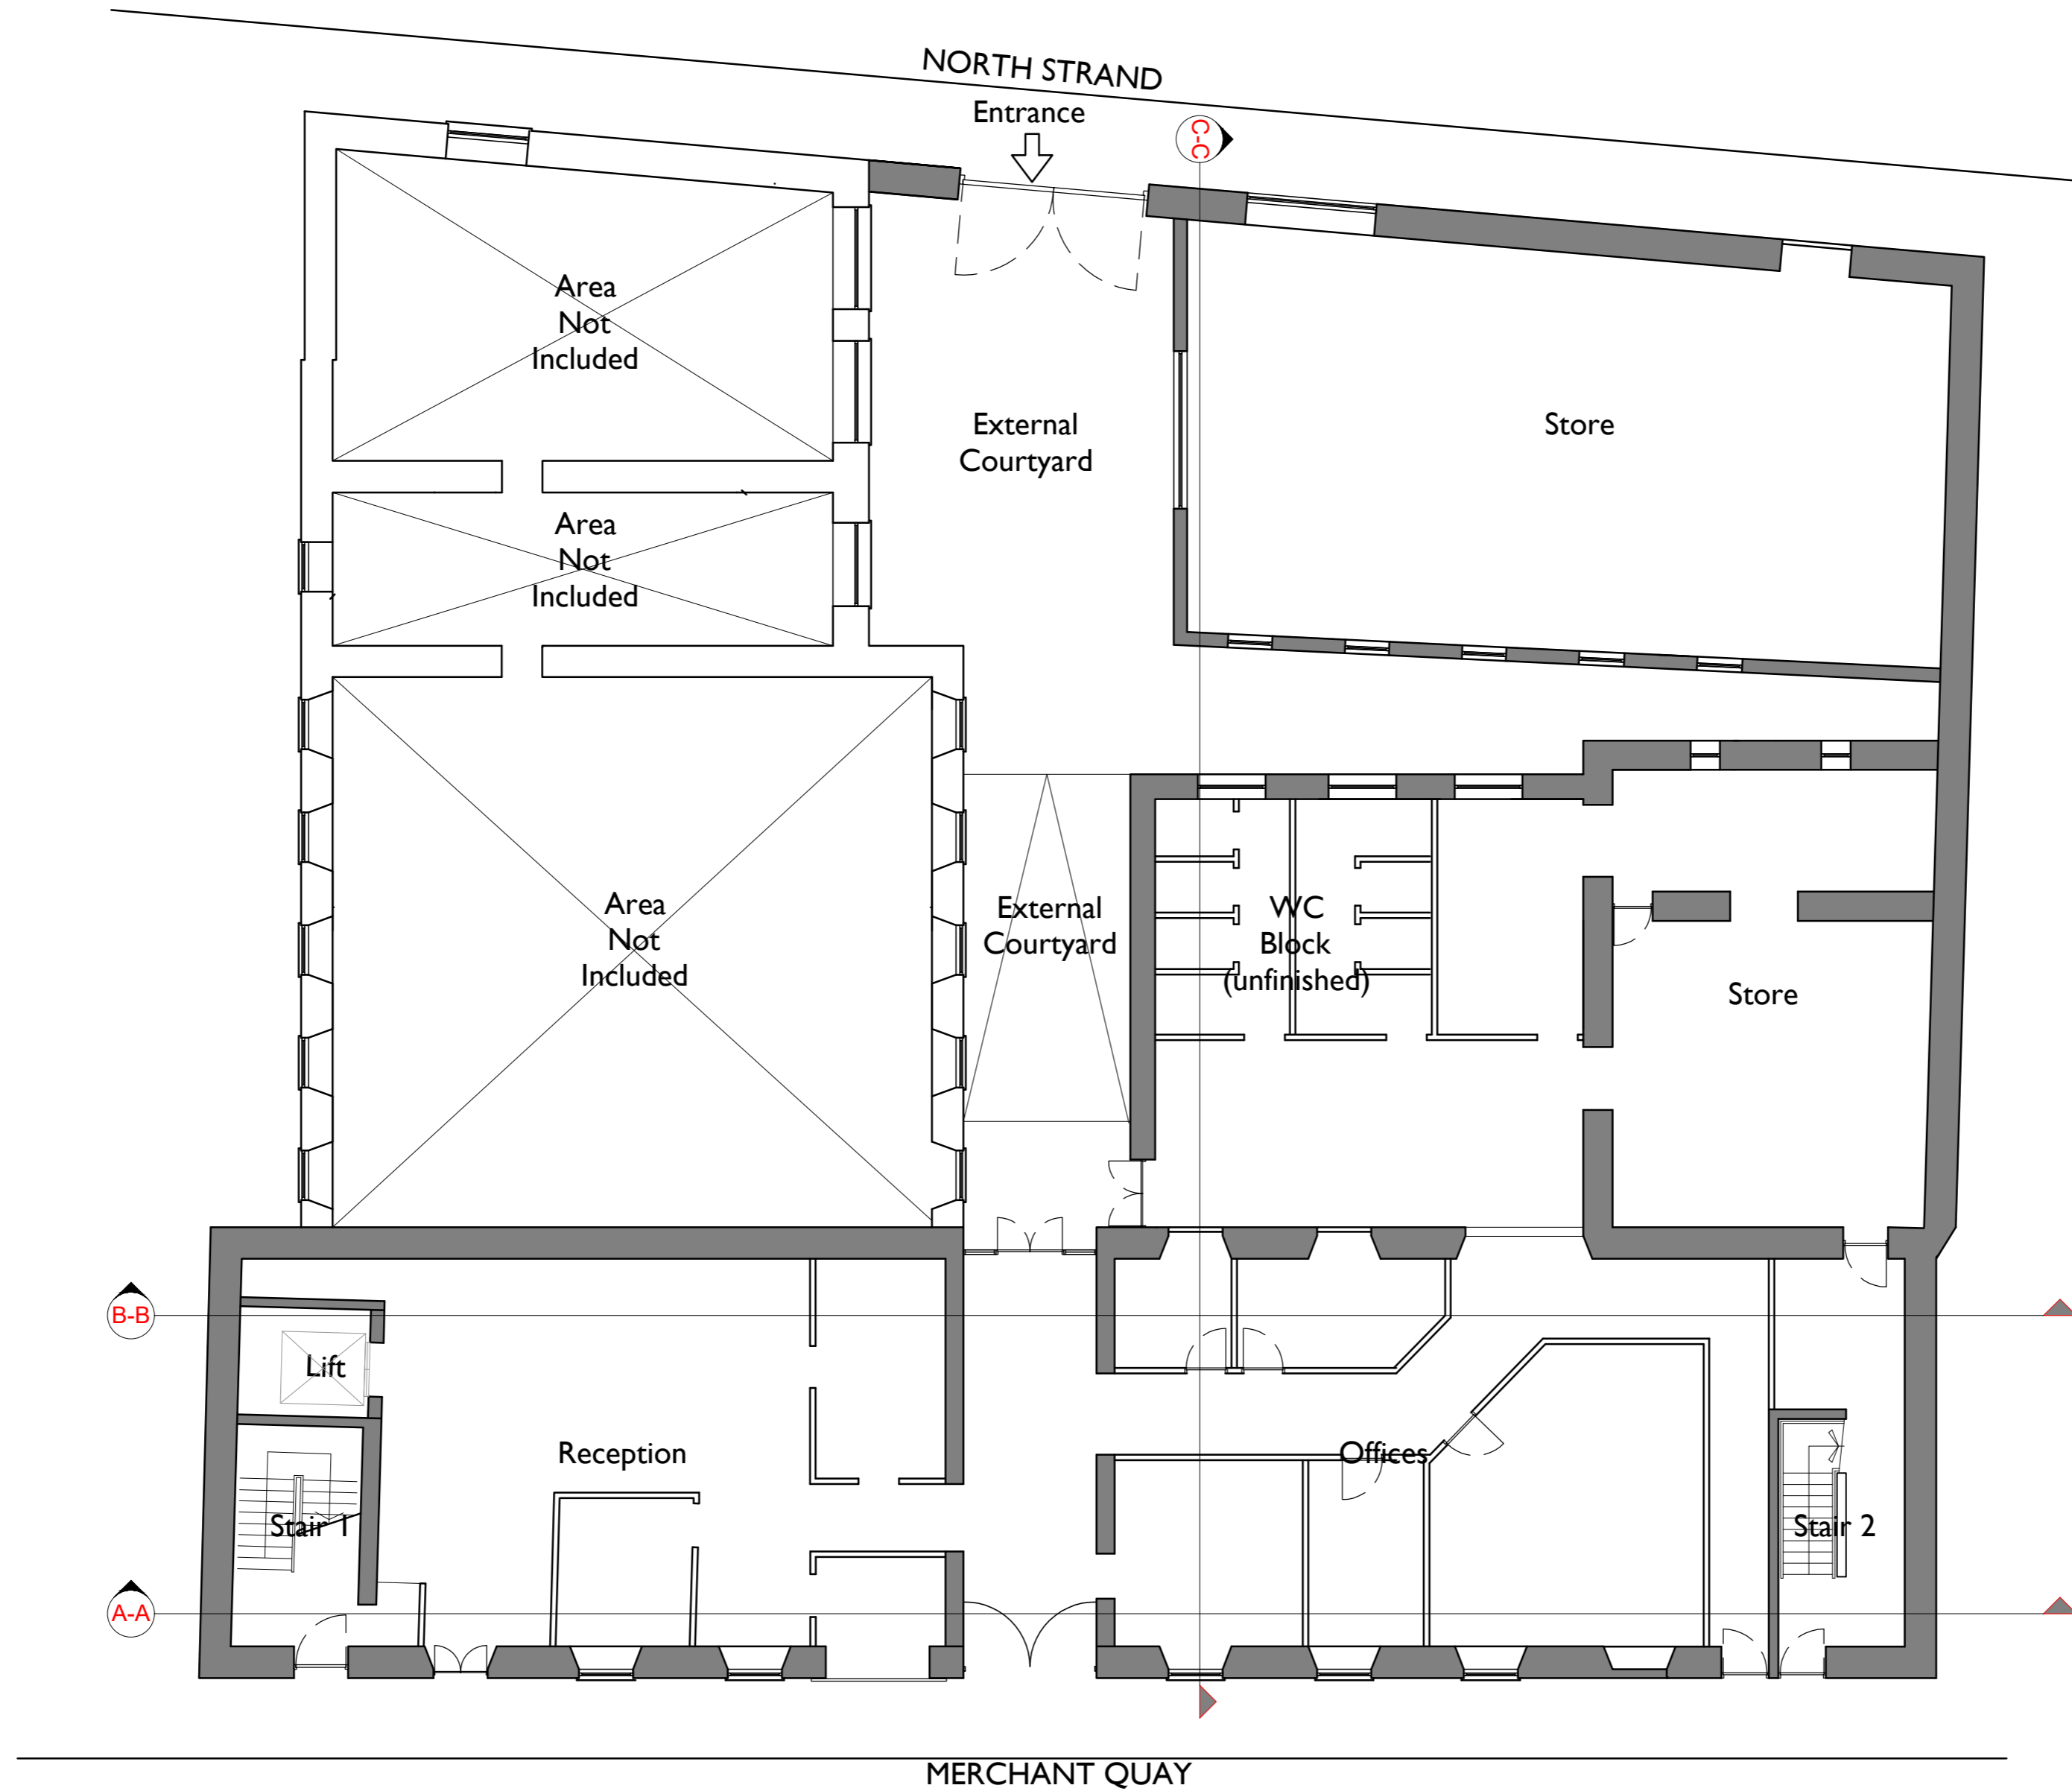 NORTH STRAND
Entrance
C-C
Area
Not
Included
External
Courtyard
Store
Area
Not
Included
Area
Not
Included
External
Courtyard
WC
Block
(unfinished)
Store
B-B
Lift
Reception
Offices
Stair 1
Stair 2
A-A
MERCHANT QUAY